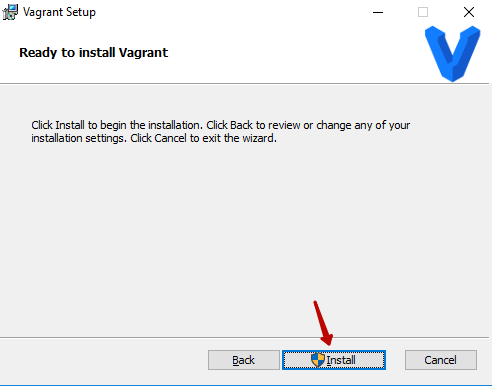 Vagrant Setup
Ready to install Vagrant
Click Install to begin the installation. Click Back to review or change any of your
installation settings. Click Cancel to exit the wizard.
Back Install Cancel